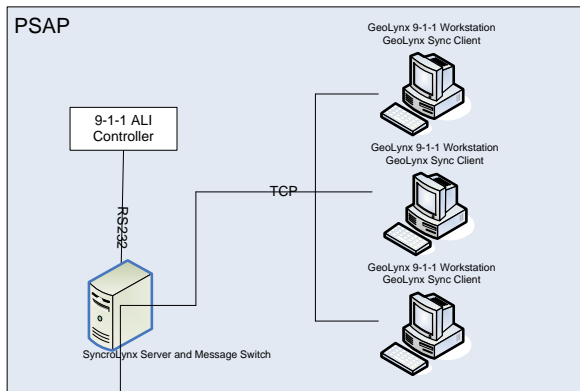 PSAP
GeoLynx 9-1-1 Workstation
GeoLynx Sync Client
9-1-1 ALI
Controller
GeoLynx 9-1-1 Workstation
GeoLynx Sync Client
TCP
RS232
GeoLynx 9-1-1 Workstation
GeoLynx Sync Client
SyncroLynx Server and Message Switch